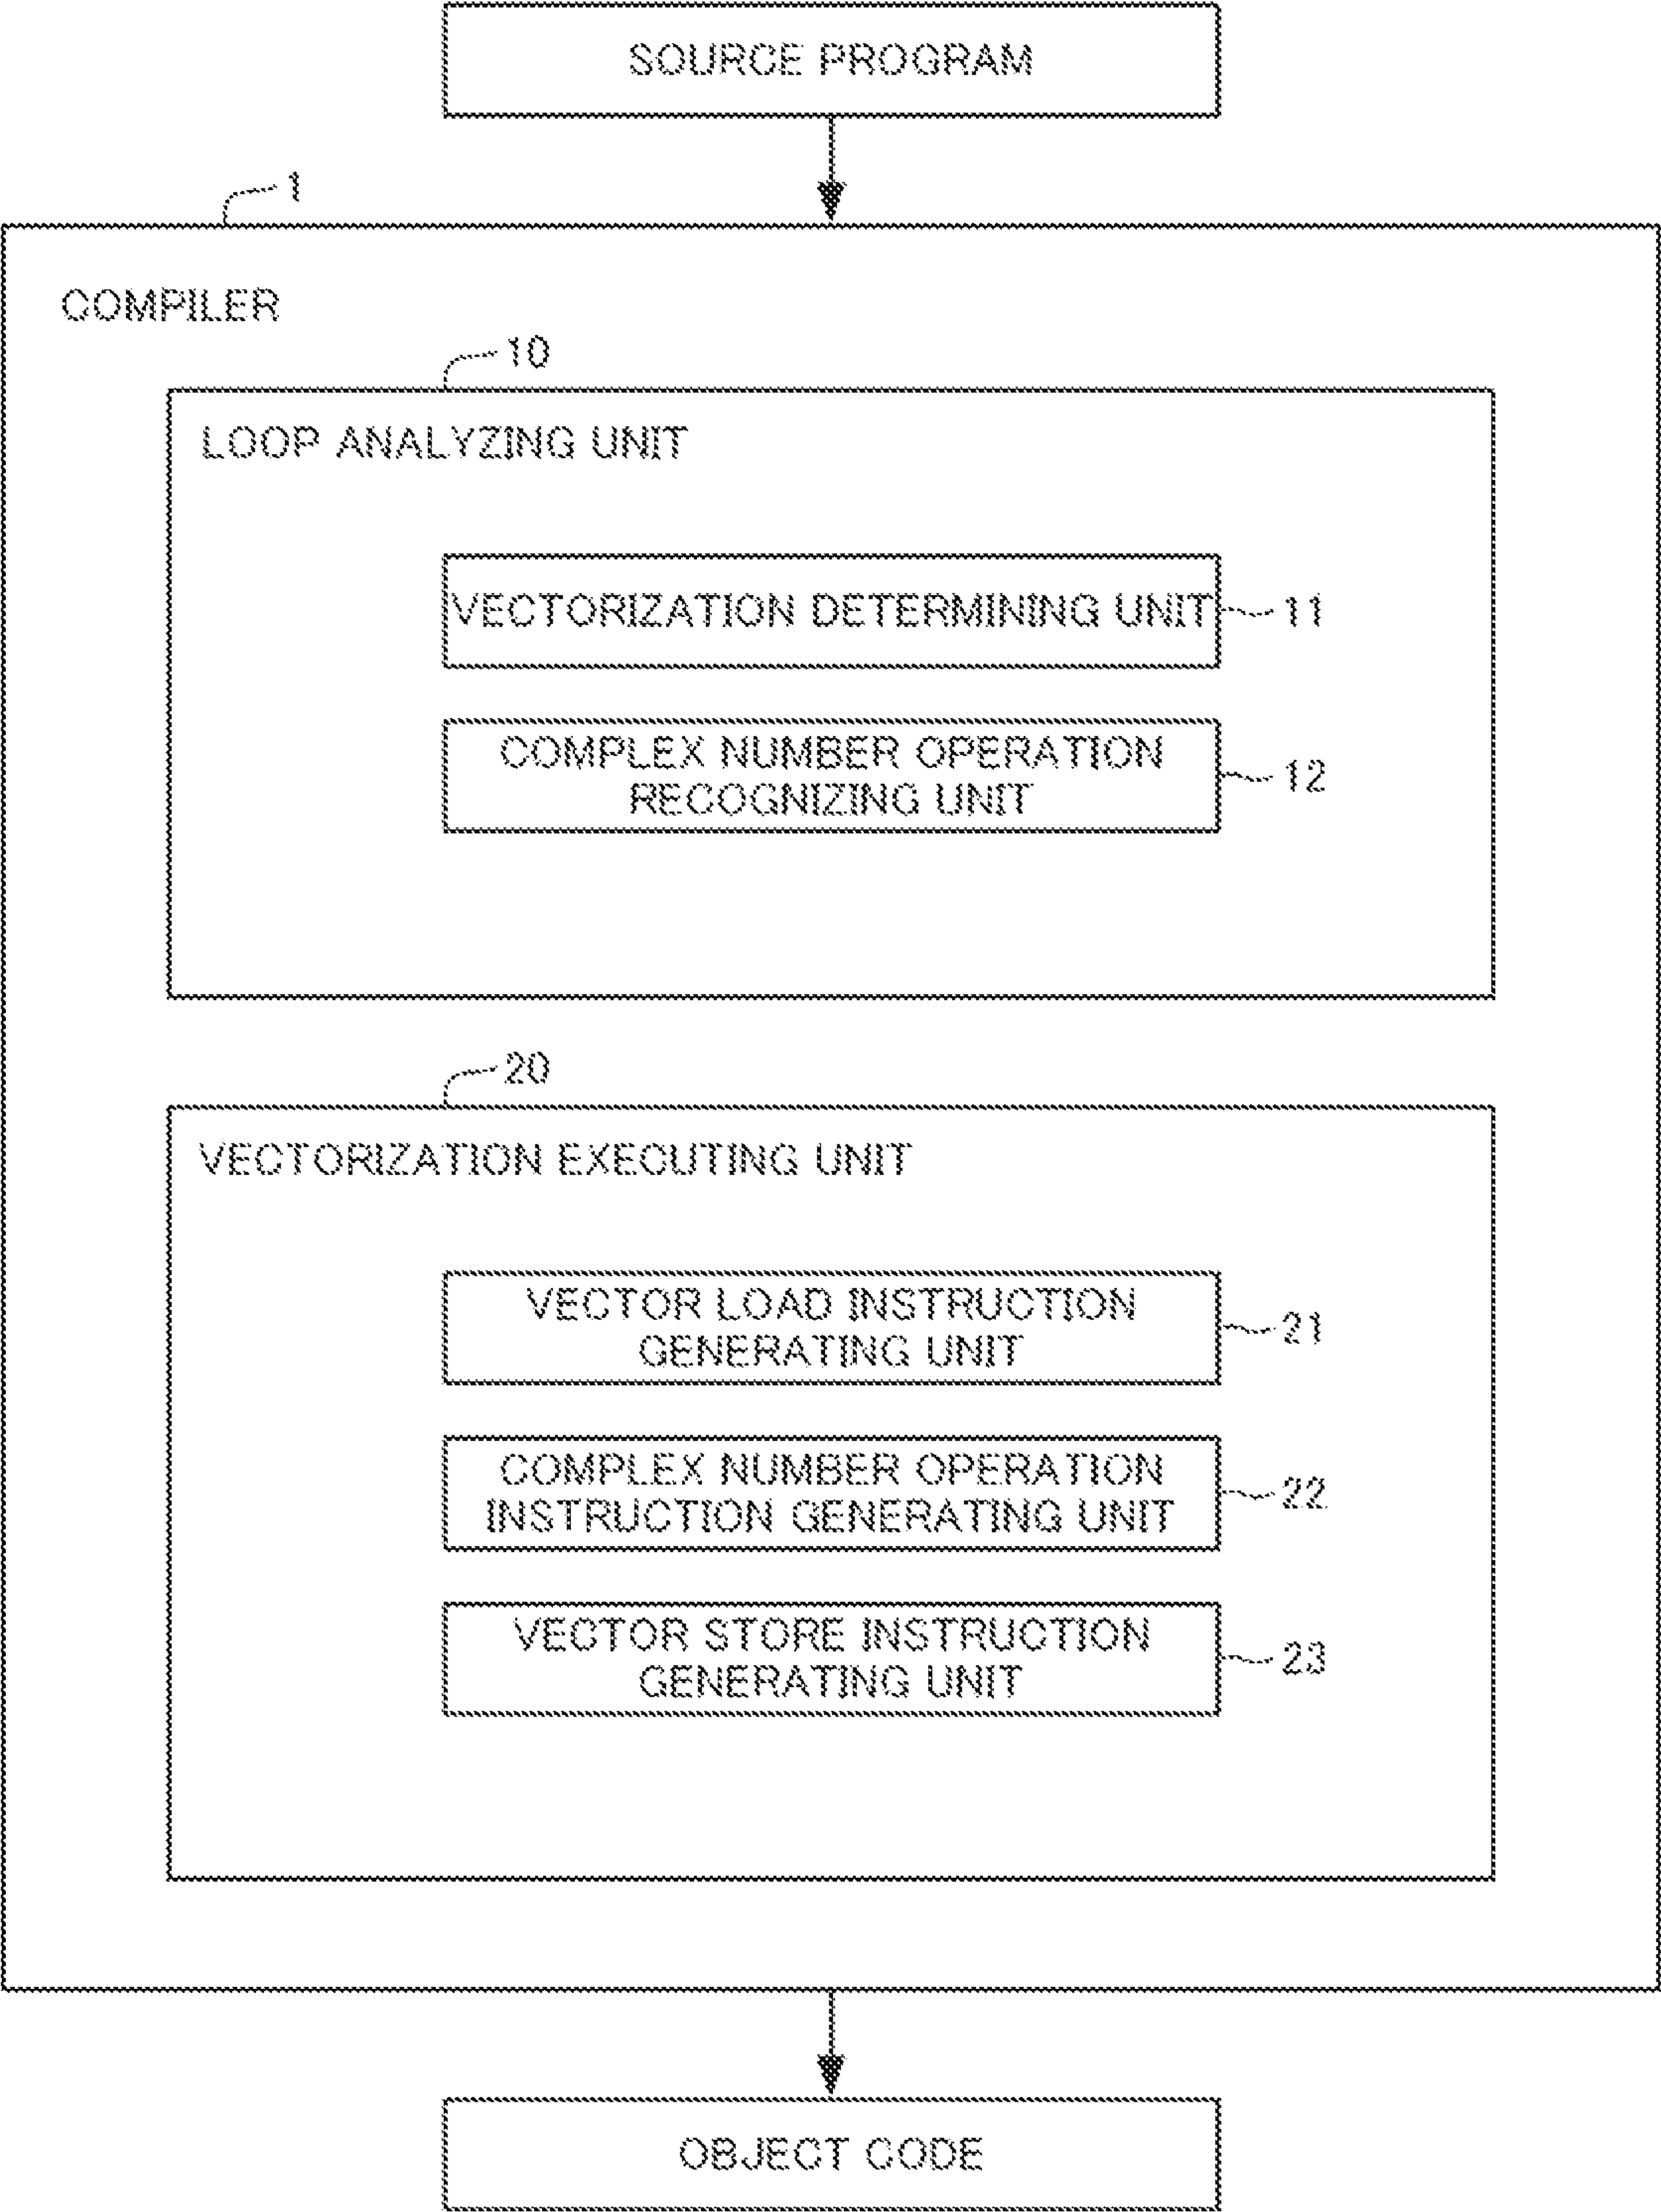 SOURCE PROGRAM
1
COMPILER
10
LOOP ANALYZING UNIT
VECTORIZATION DETERMINING UNIT
11
COMPLEX NUMBER OPERATION
RECOGNIZING UNIT
12
20
VECTORIZATION EXECUTING UNIT
VECTOR LOAD INSTRUCTION
GENERATING UNIT
21
COMPLEX NUMBER OPERATION
INSTRUCTION GENERATING UNIT
22
VECTOR STORE INSTRUCTION
GENERATING UNIT
23
OBJECT CODE